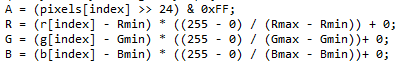 A = (pixels[index] >> 24) & 0xFF;
R = (r[index] - Rmin) * ((255 - 0) / (Rmax - Rmin)) + 0;
G = (g[index] - Gmin) * ((255 - 0) / (Gmax - Gmin))+ 0;
B = (b[index] - Bmin) * ((255 - 0) / (Bmax - Bmin))+ 0;